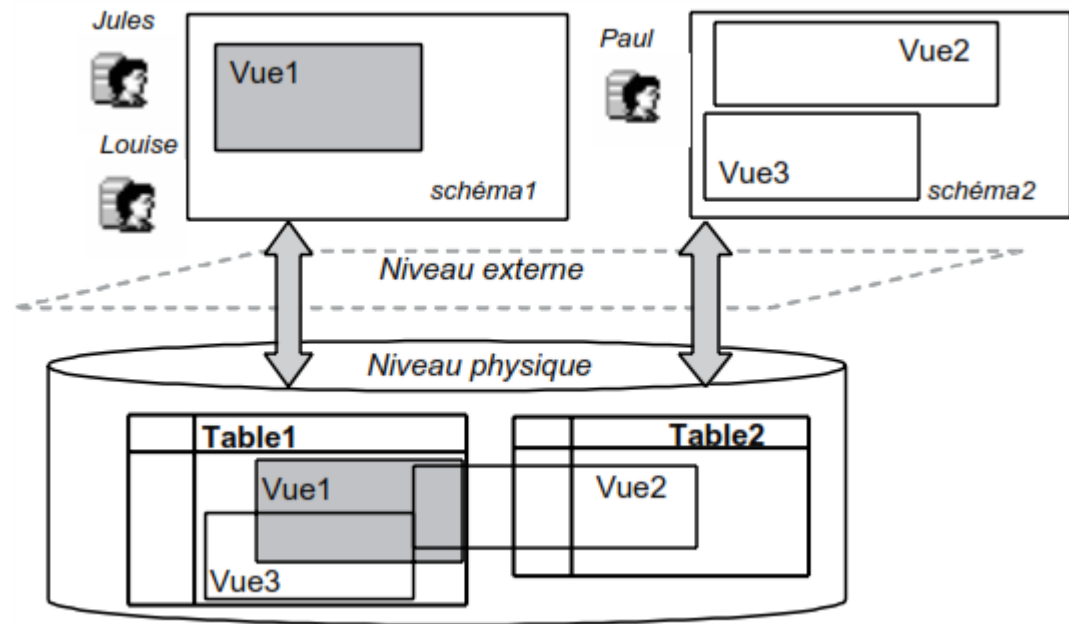 Jules
Louise
Vue1
schéma1
Paul
Vue2
Vue3
schéma2
Niveau externe
Niveau physique
Table1
Vue1
Vue3
Table2
Vue2